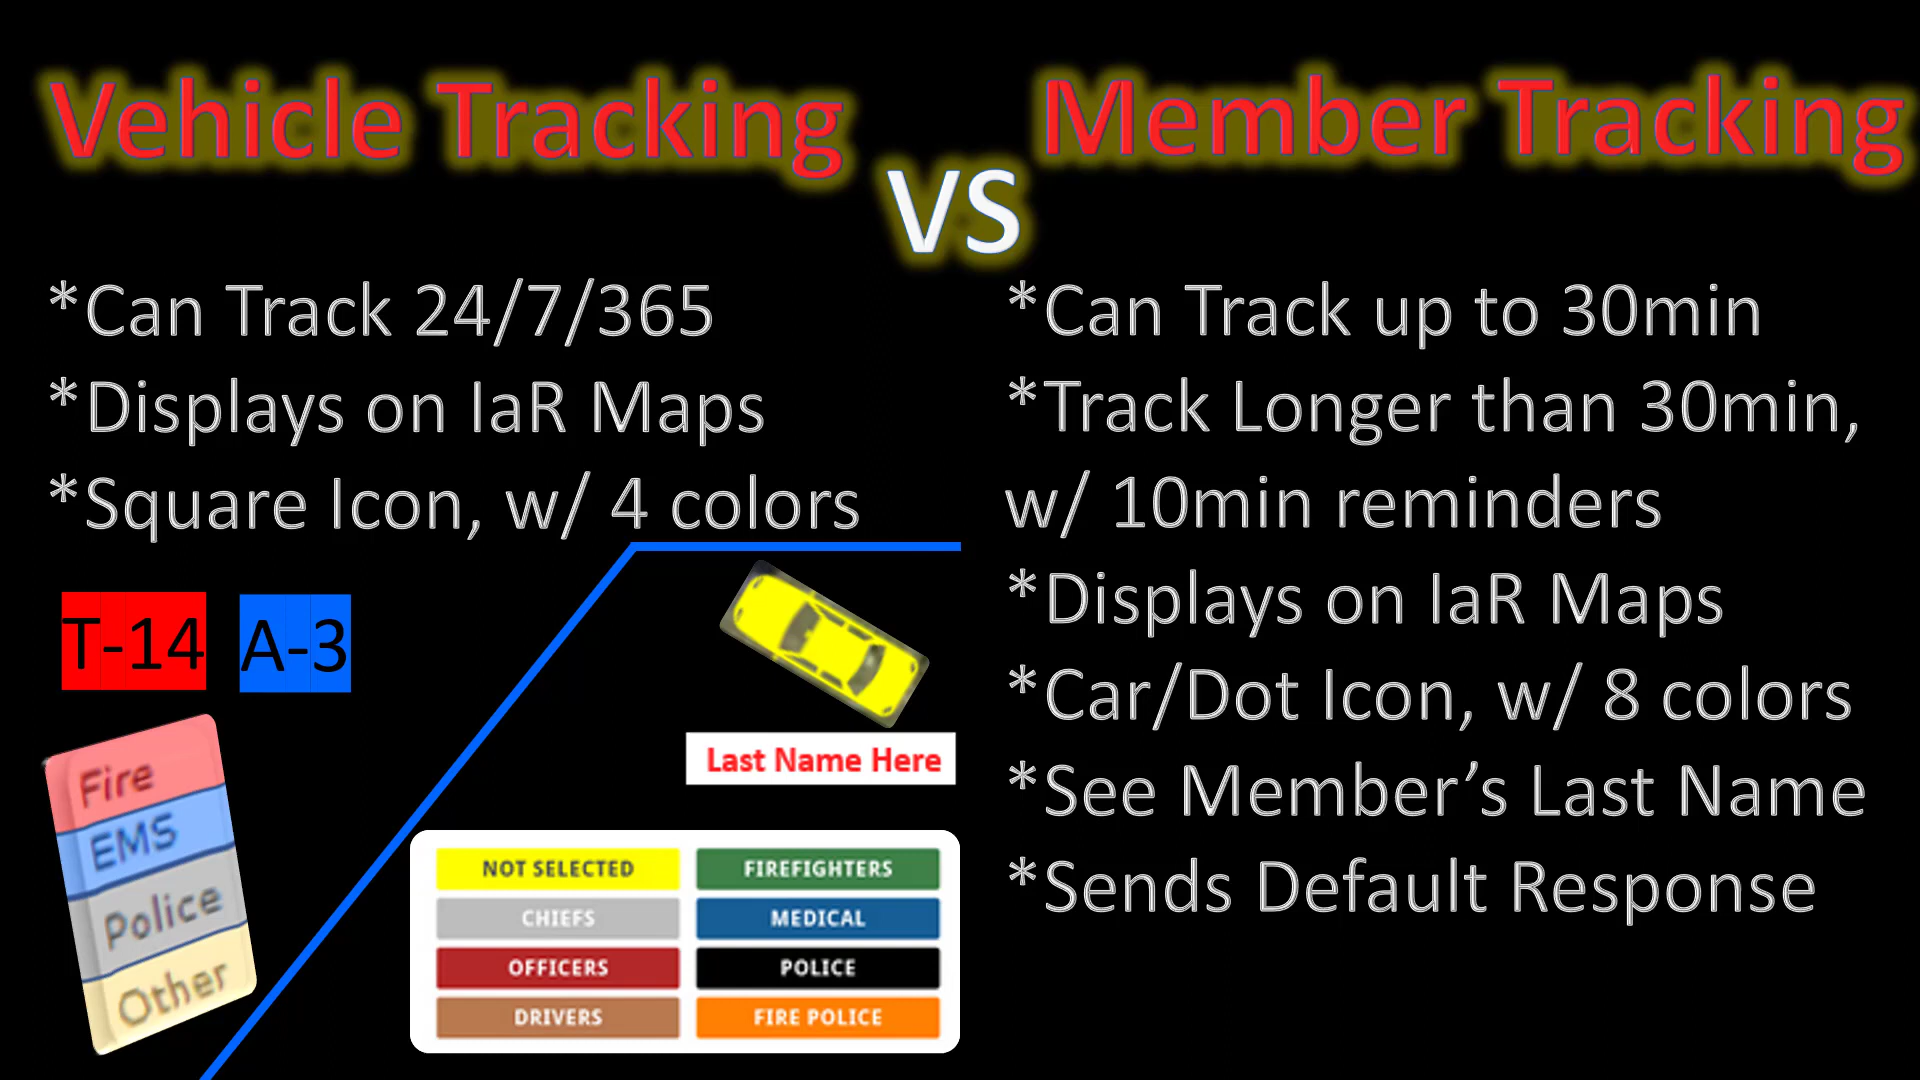 Vehicle Tracking
VS
Member Tracking
*Can Track 24/7/365
*Displays on IaR Maps
*Square Icon, w/ 4 colors
T-14 A-3
Fire
EMS
Police
Other
Last Name Here
NOT SELECTED FIREFIGHTERS
CHIEFS MEDICAL
OFFICERS POLICE
DRIVERS FIRE POLICE
*Can Track up to 30min
*Track Longer than 30min,
w/ 10min reminders
*Displays on IaR Maps
*Car/Dot Icon, w/ 8 colors
*See Member’s Last Name
*Sends Default Response